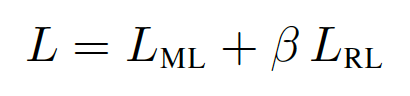 L = L_ML + β L_RL